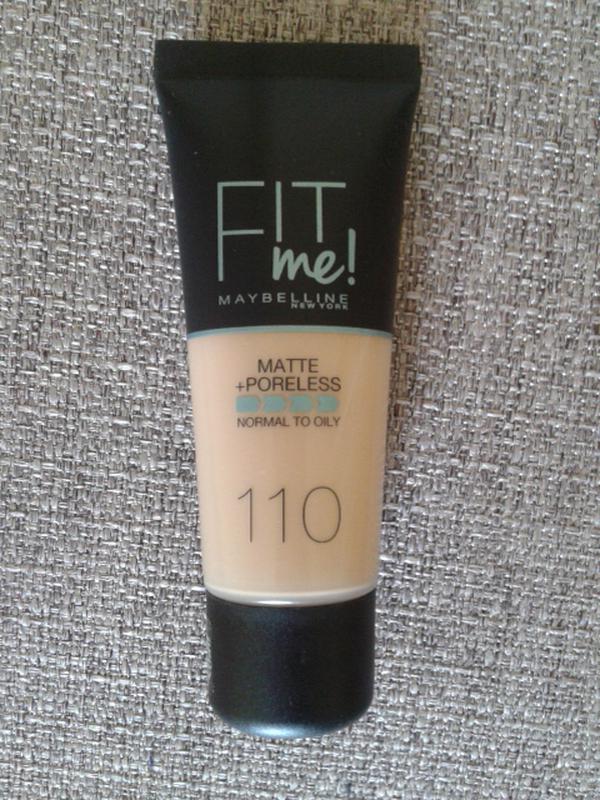 FIT
me!
MAYBELLINE
NEW YORK
MATTE
+PORELESS
NORMAL TO OILY
110